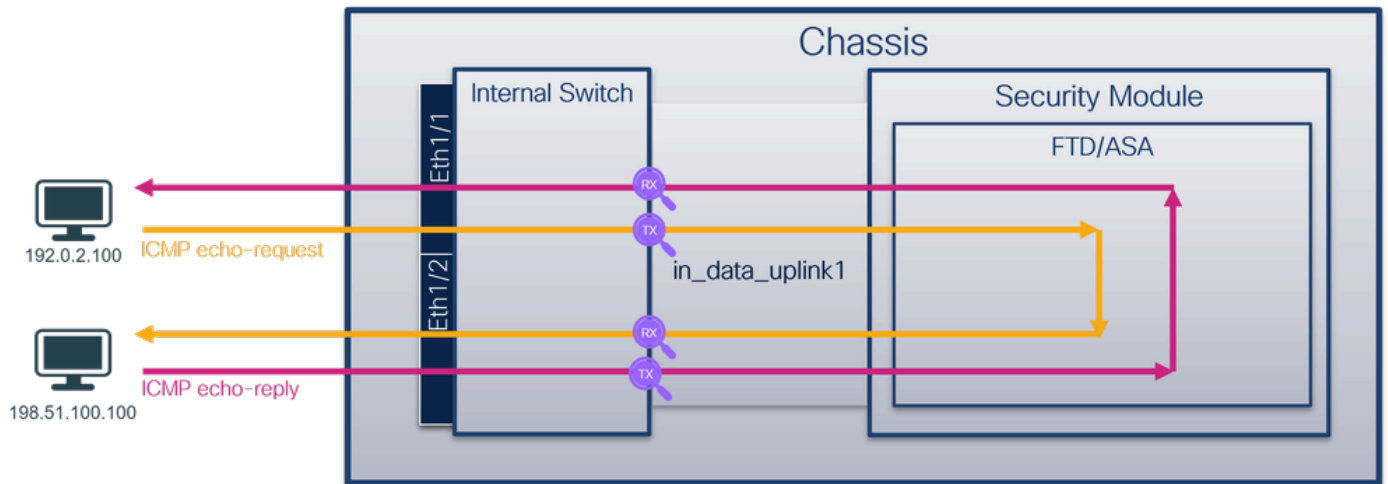 Chassis
Internal Switch
Security Module
FTD/ASA
Eth1/1
RX
192.0.2.100
ICMP echo-request
TX
in_data_uplink1
Eth1/2
RX
198.51.100.100
ICMP echo-reply
TX